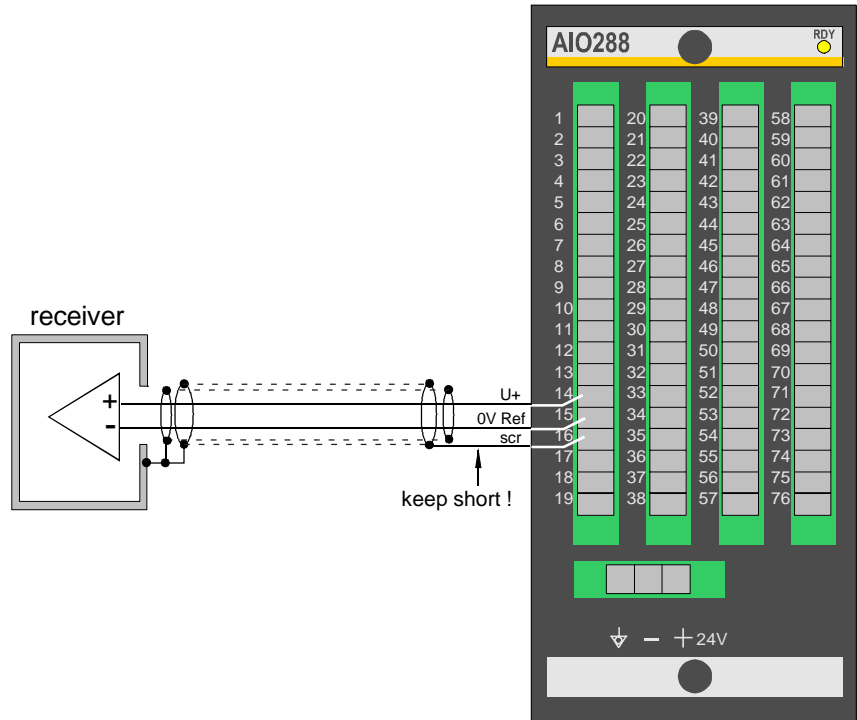 AIO288
RDY
1 20 39 58
2 21 40 59
3 22 41 60
4 23 42 61
5 24 43 62
6 25 44 63
7 26 45 64
8 27 46 65
9 28 47 66
10 29 48 67
11 30 49 68
12 31 50 69
13 32 51 70
14 33 52 71
15 34 53 72
16 35 54 73
17 36 55 74
18 37 56 75
19 38 57 76
receiver
+
-
U+
0V Ref
scr
keep short !
− + 24V